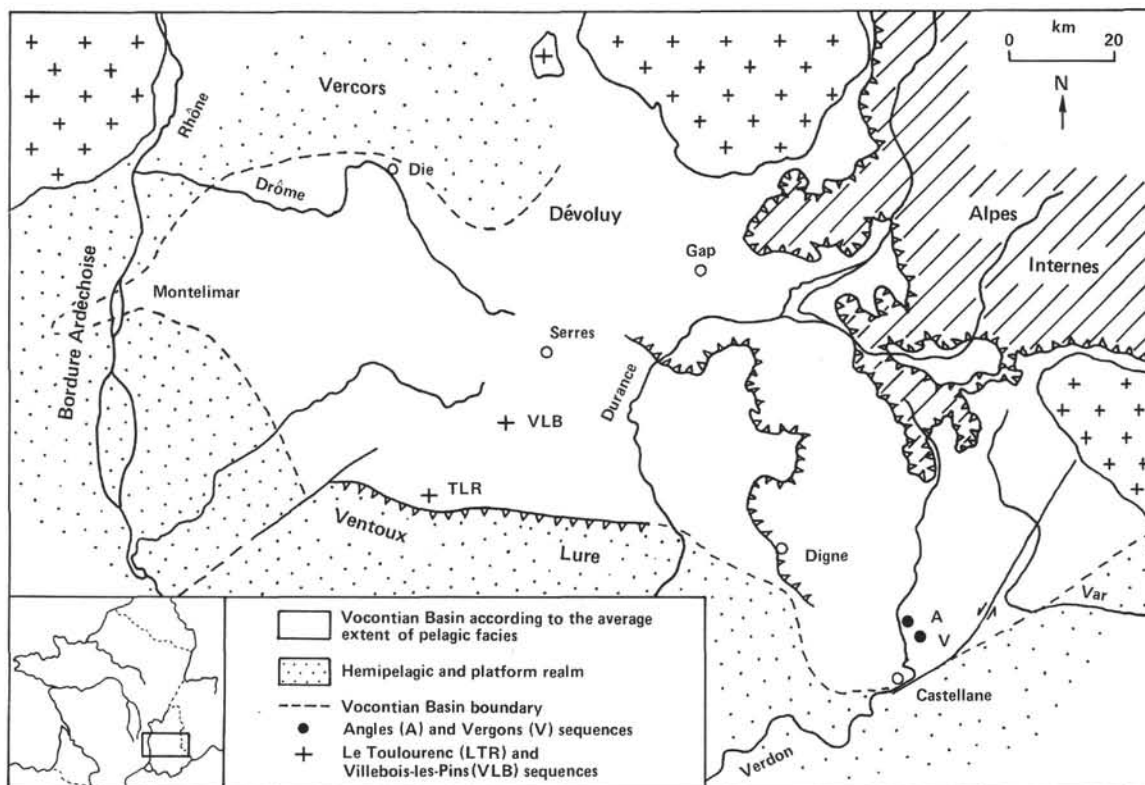 km
0 20
N
Vercors
Rhône
Drôme
Die
Dévoluy
Gap
Alpes
Internes
Bordure Ardéchoise
Montelimar
Serres
Durance
VLB
TLR
Ventoux
Lure
Digne
A
V
Var
Castellane
Verdon
Vocontian Basin according to the average
extent of pelagic facies
Hemipelagic and platform realm
Vocontian Basin boundary
Angles (A) and Vergons (V) sequences
Le Toulourenc (LTR) and
Villebois-les-Pins (VLB) sequences